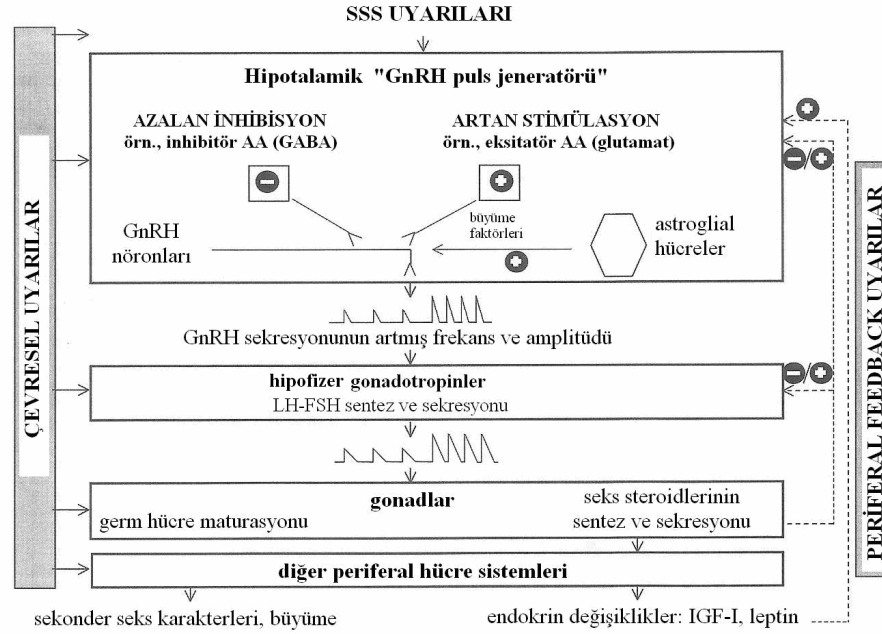 SSS UYARILARI
Hipotalamik "GnRH puls jeneratörü"
AZALAN İNHİBİSYON
örn., inhibitör AA (GABA)
ARTAN STİMÜLASYON
örn., eksitatör AA (glutamat)
GnRH
nöronları
büyüme
faktörleri
astroglial
hücreler
GnRH sekresyonunun artmış frekans ve amplitüdü
hipofizer gonadotropinler
LH-FSH sentez ve sekresyonu
gonadlar
germ hücre maturasyonu
seks steroidlerinin
sentez ve sekresyonu
diğer periferal hücre sistemleri
sekonder seks karakterleri, büyüme
endokrin değişiklikler: IGF-I, leptin
ÇEVRESEL UYARILAR
PERİFERAL FEEDBACK UYARILAR